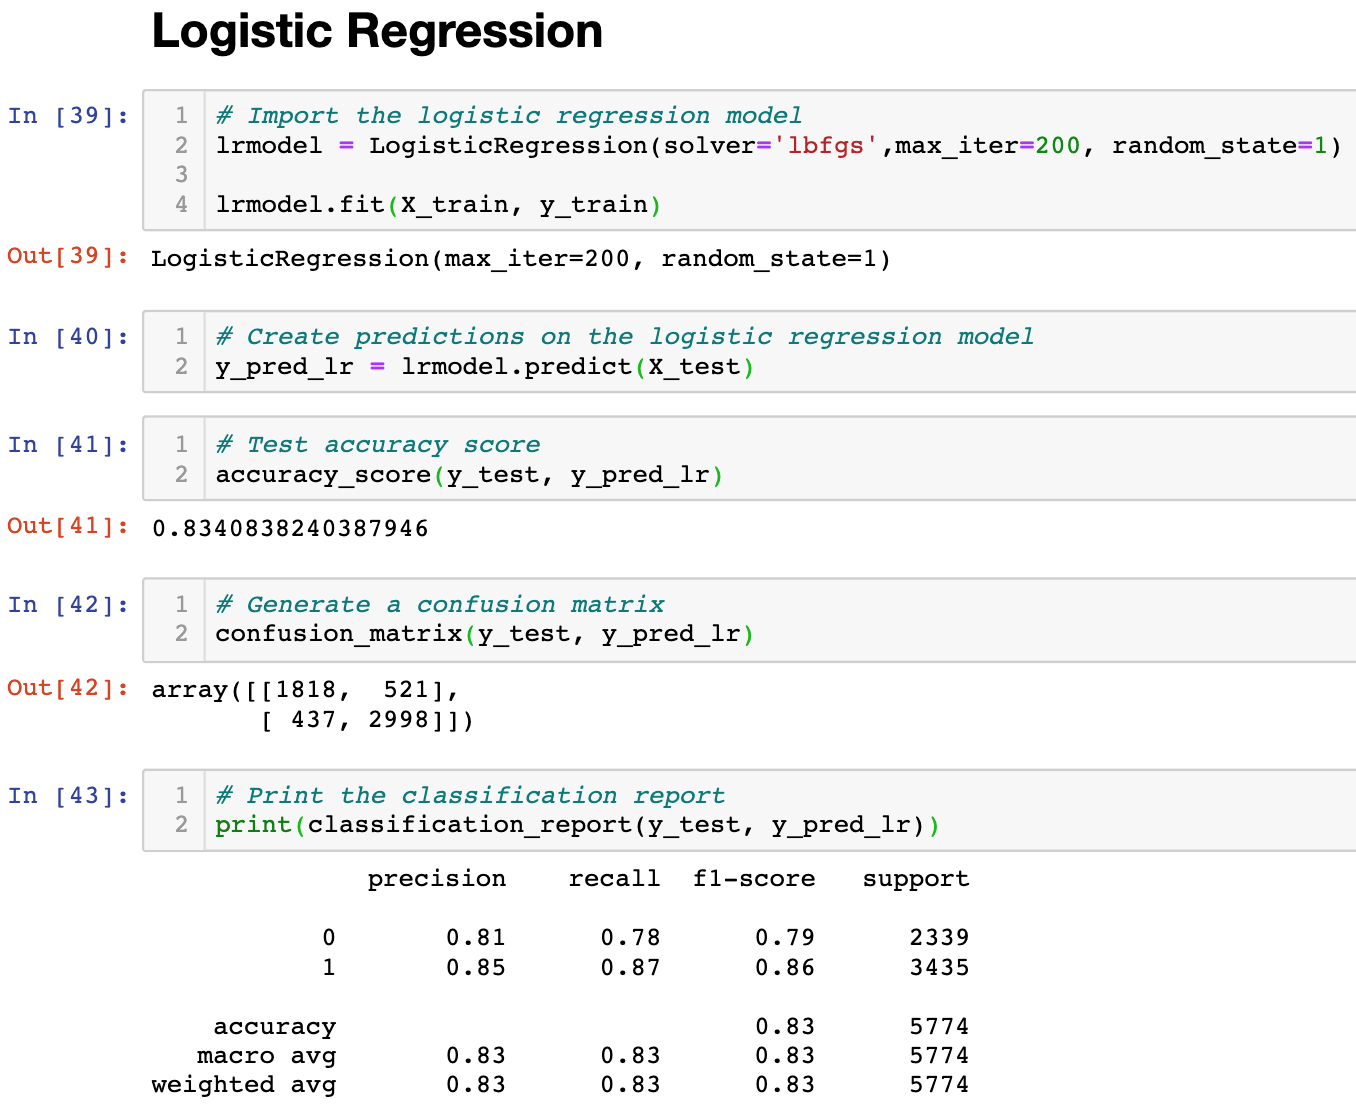 Logistic Regression
In [39]:
1 # Import the logistic regression model
2 lrmodel = LogisticRegression(solver='lbfgs',max_iter=200, random_state=1)
3
4 lrmodel.fit(X_train, y_train)
Out[39]: LogisticRegression(max_iter=200, random_state=1)
In [40]:
1 # Create predictions on the logistic regression model
2 y_pred_lr = lrmodel.predict(X_test)
In [41]:
1 # Test accuracy score
2 accuracy_score(y_test, y_pred_lr)
Out[41]: 0.8340838240387946
In [42]:
1 # Generate a confusion matrix
2 confusion_matrix(y_test, y_pred_lr)
Out[42]: array([[1818,  521],
       [ 437, 2998]])
In [43]:
1 # Print the classification report
2 print(classification_report(y_test, y_pred_lr))
precision    recall  f1-score   support
0       0.81      0.78      0.79      2339
1       0.85      0.87      0.86      3435
accuracy                           0.83      5774
macro avg       0.83      0.83      0.83      5774
weighted avg       0.83      0.83      0.83      5774